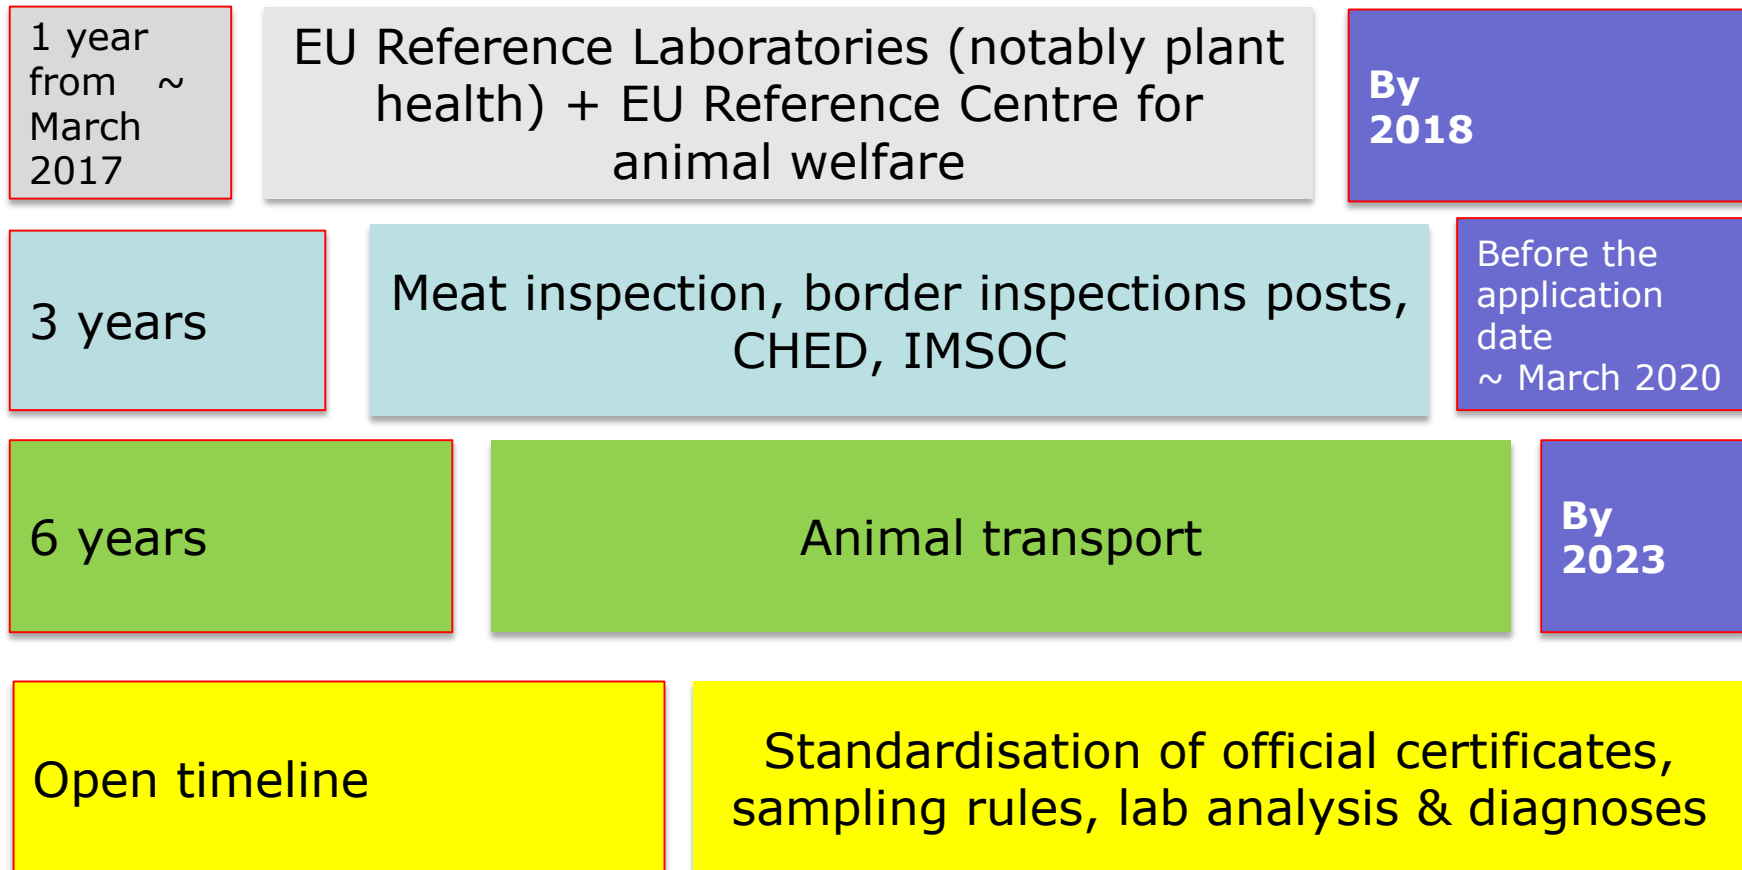 1 year
from ~
March
2017
EU Reference Laboratories (notably plant
health) + EU Reference Centre for
animal welfare
By
2018
3 years
Meat inspection, border inspections posts,
CHED, IMSOC
Before the
application
date
~ March 2020
6 years
Animal transport
By
2023
Open timeline
Standardisation of official certificates,
sampling rules, lab analysis & diagnoses